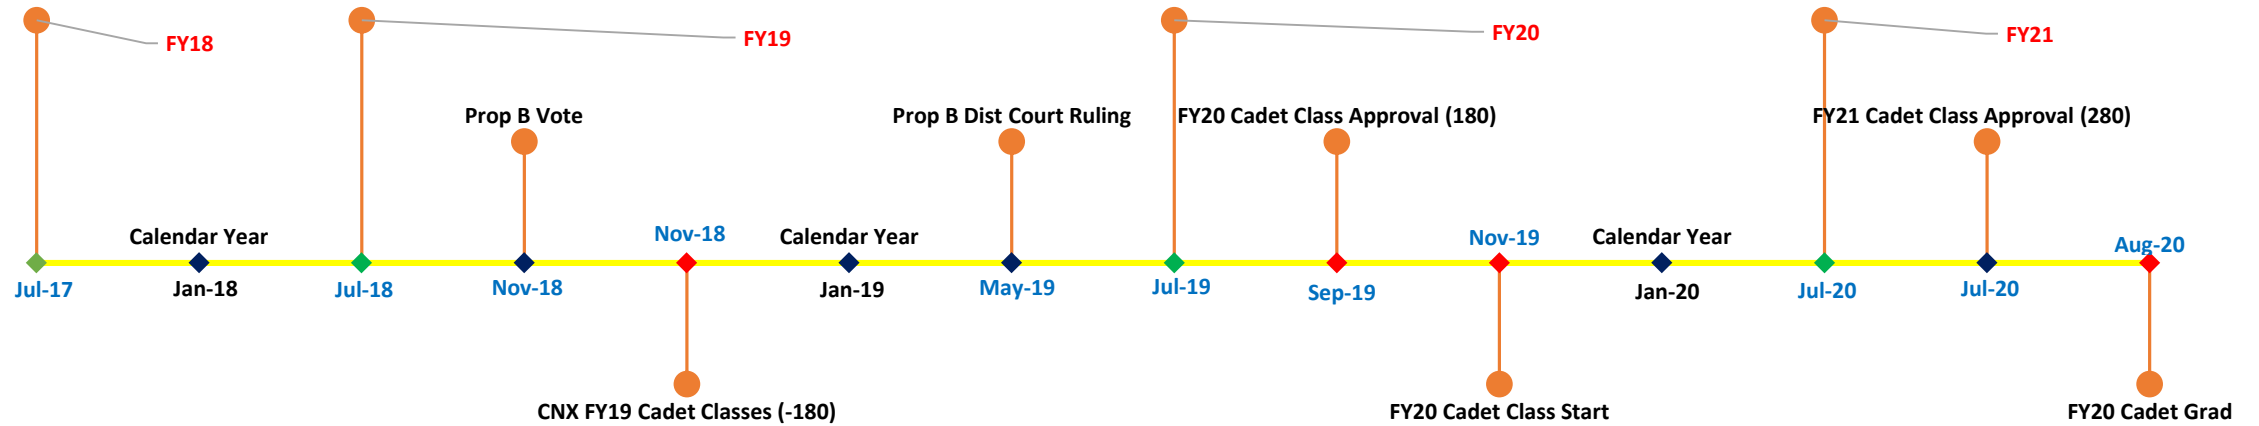 FY18
FY19
FY20
FY21
Prop B Vote
Prop B Dist Court Ruling
FY20 Cadet Class Approval (180)
FY21 Cadet Class Approval (280)
Calendar Year
Nov-18
Calendar Year
Nov-19
Calendar Year
Aug-20
Jul-17
Jan-18
Jul-18
Nov-18
Jan-19
May-19
Jul-19
Sep-19
Jan-20
Jul-20
Jul-20
CNX FY19 Cadet Classes (-180)
FY20 Cadet Class Start
FY20 Cadet Grad